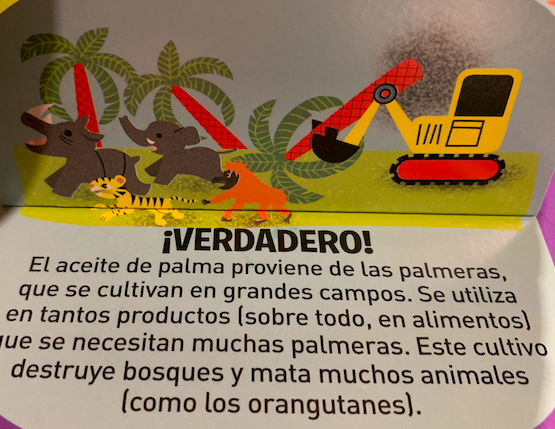 ¡VERDADERO!
El aceite de palma proviene de las palmeras,
que se cultivan en grandes campos. Se utiliza
en tantos productos (sobre todo, en alimentos)
que se necesitan muchas palmeras. Este cultivo
destruye bosques y mata muchos animales
(como los orangutanes).